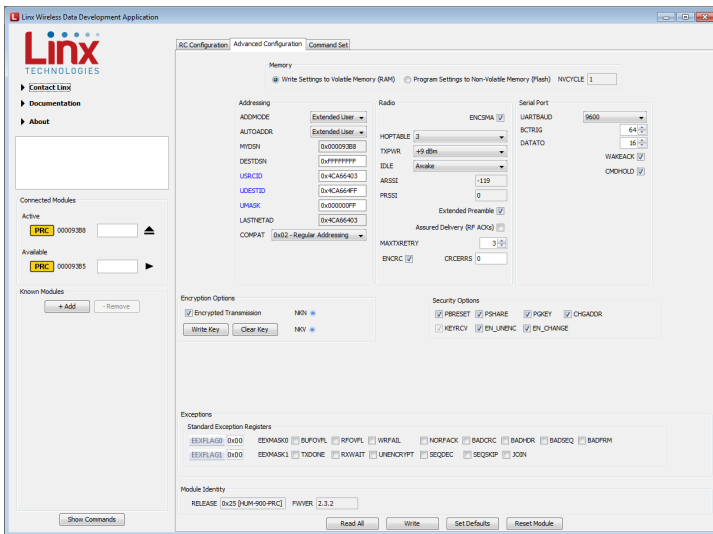 Linx Wireless Data Development Application
Linx
TECHNOLOGIES
Contact Linx
Documentation
About
Connected Modules
Active
PRC 000093B8
Available
PRC 000093B5
Known Modules
+ Add - Remove
Show Commands
RC Configuration Advanced Configuration Command Set
Memory
Write Settings to Volatile Memory (RAM) Program Settings to Non-Volatile Memory (Flash) NVCYCLE 1
Addressing
ADDMODE Extended User
AUTOADDR Extended User
MYDSN 0x000093B8
DESTDSN 0xFFFFFFFF
USRCID 0x4CA66403
UDESTID 0x4CA664FF
UMASK 0x000000FF
LASTNETAD 0x4CA66403
COMPAT 0x02 - Regular Addressing
Radio
ENCSMA
HOPTABLE 3
TXPWR +9 dBm
IDLE Awake
ARSSI -119
PRSSI 0
Extended Preamble
Assured Delivery (RF ACKs)
MAXTXRETRY 3
ENCRC CRCERRS 0
Serial Port
UARTBAUD 9600
BCTRIG 64
DATATO 16
WAKEACK
CMDHOLD
Encryption Options
Encrypted Transmission NKN
Write Key Clear Key NKV
Security Options
PBRESET PSHARE PGKEY CHGADDR
KEYRCV EN_UNENC EN_CHANGE
Exceptions
Standard Exception Registers
EEXFLAG0 0x00 EEXMASK0 BUFOVFL RFOVFL WRFAIL NORFACK BADCRC BADHDR BADSEQ BADFRM
EEXFLAG1 0x00 EEXMASK1 TXDONE RXWAIT UNENCRYPT SEQDEC SEQSKIP JOIN
Module Identity
RELEASE 0x25 [HUM-900-PRC] FWVER 2.3.2
Read All Write Set Defaults Reset Module